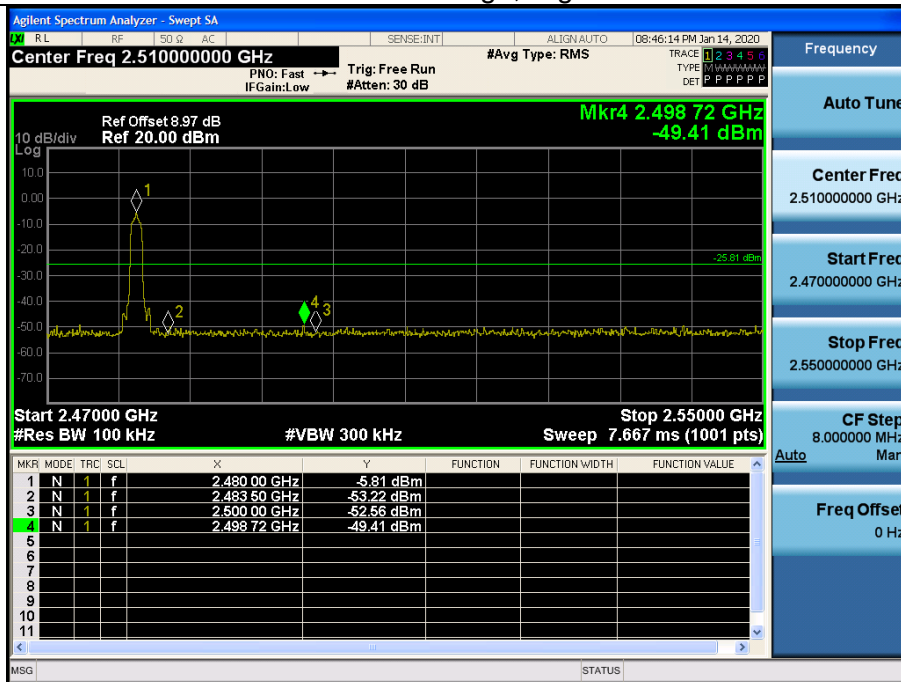 Agilent Spectrum Analyzer - Swept SA
LXI RL RF 50 Ω AC SENSE:INT ALIGN AUTO 08:46:14 PM Jan 14, 2020
Center Freq 2.510000000 GHz #Avg Type: RMS TRACE 1 2 3 4 5 6
PNO: Fast Trig: Free Run TYPE M WWWWW
IFGain:Low #Atten: 30 dB DET P P P P P P
Mkr4 2.498 72 GHz
-49.41 dBm
Ref Offset 8.97 dB
10 dB/div Ref 20.00 dBm
Log
10.0
0.00
-10.0
-20.0
-30.0
-40.0
-50.0
-60.0
-70.0
1
2
4
3
-25.81 dBm
Start 2.47000 GHz Stop 2.55000 GHz
#Res BW 100 kHz #VBW 300 kHz Sweep 7.667 ms (1001 pts)
MKR MODE TRC SCL X Y FUNCTION FUNCTION WIDTH FUNCTION VALUE
1 N 1 f 2.480 00 GHz -5.81 dBm
2 N 1 f 2.483 50 GHz -53.22 dBm
3 N 1 f 2.500 00 GHz -52.56 dBm
4 N 1 f 2.498 72 GHz -49.41 dBm
5
6
7
8
9
10
11
MSG STATUS
Frequency
Auto Tune
Center Freq
2.510000000 GHz
Start Freq
2.470000000 GHz
Stop Freq
2.550000000 GHz
CF Step
8.000000 MHz
Auto Man
Freq Offset
0 Hz